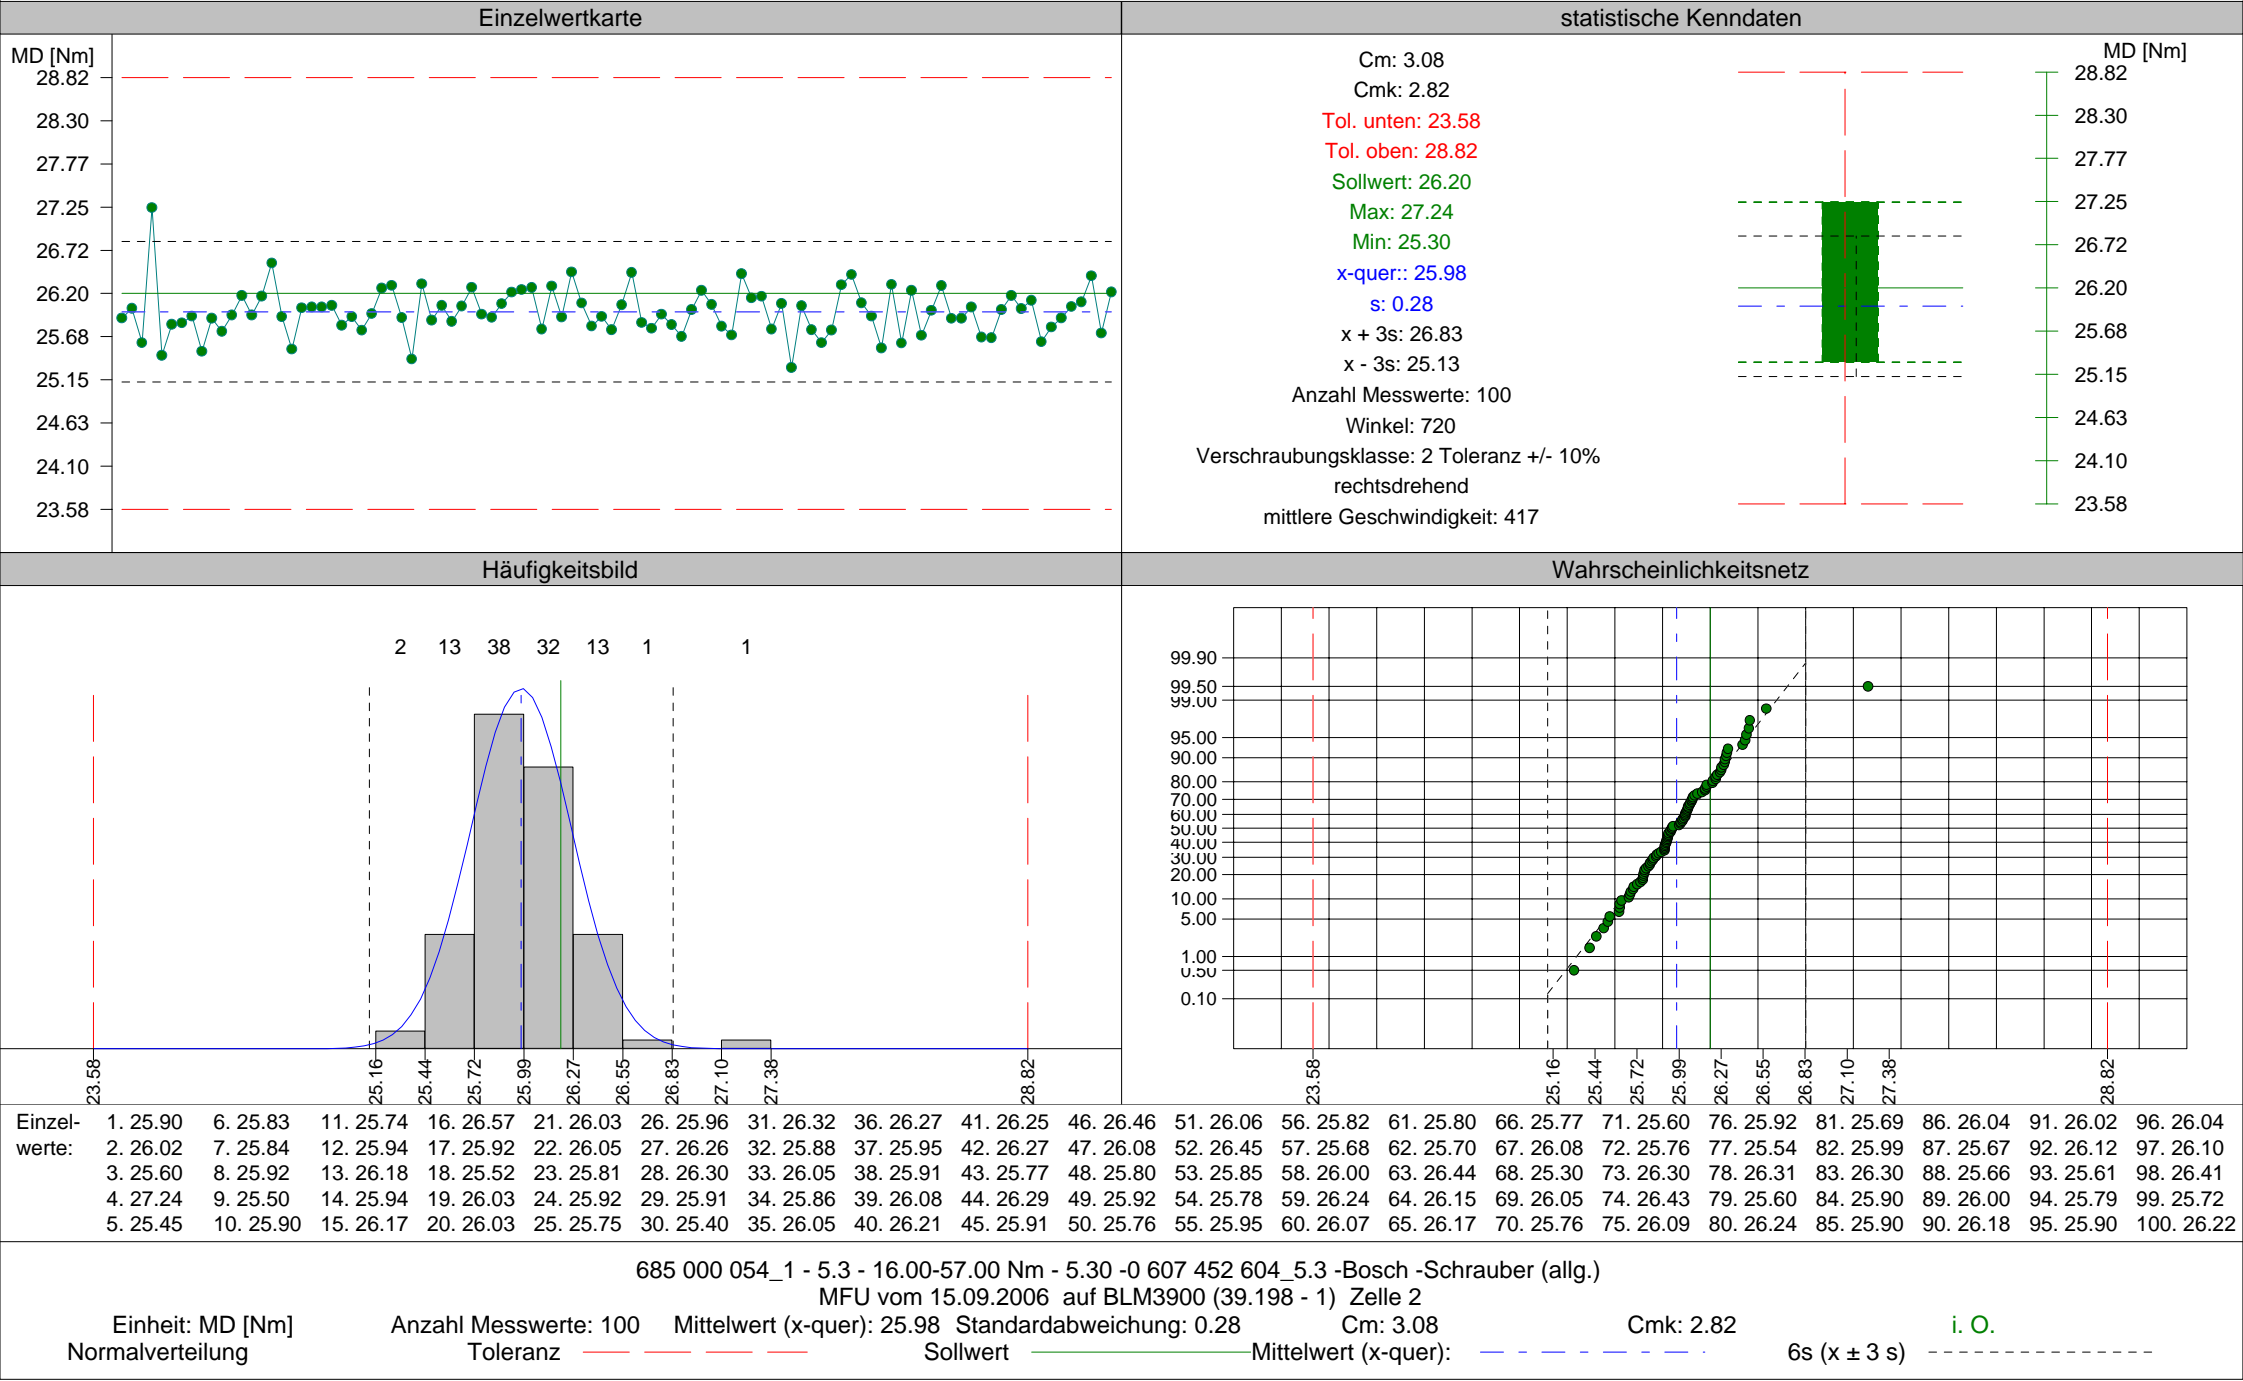 Einzelwertkarte
MD [Nm]
28.82
28.30
27.77
27.25
26.72
26.20
25.68
25.15
24.63
24.10
23.58
statistische Kenndaten
Cm: 3.08
Cmk: 2.82
Tol. unten: 23.58
Tol. oben: 28.82
Sollwert: 26.20
Max: 27.24
Min: 25.30
x-quer:: 25.98
s: 0.28
x + 3s: 26.83
x - 3s: 25.13
Anzahl Messwerte: 100
Winkel: 720
Verschraubungsklasse: 2 Toleranz +/- 10%
rechtsdrehend
mittlere Geschwindigkeit: 417
MD [Nm]
28.82
28.30
27.77
27.25
26.72
26.20
25.68
25.15
24.63
24.10
23.58
Häufigkeitsbild
2 13 38 32 13 1 1
23.58 25.16 25.44 25.72 25.99 26.27 26.55 26.83 27.10 27.38 28.82
Wahrscheinlichkeitsnetz
99.90
99.50
99.00
95.00
90.00
80.00
70.00
60.00
50.00
40.00
30.00
20.00
10.00
5.00
1.00
0.50
0.10
23.58 25.16 25.44 25.72 25.99 26.27 26.55 26.83 27.10 27.38 28.82
Einzel- 1. 25.90 6. 25.83 11. 25.74 16. 26.57 21. 26.03 26. 25.96 31. 26.32 36. 26.27 41. 26.25 46. 26.46 51. 26.06 56. 25.82 61. 25.80 66. 25.77 71. 25.60 76. 25.92 81. 25.69 86. 26.04 91. 26.02 96. 26.04
werte: 2. 26.02 7. 25.84 12. 25.94 17. 25.92 22. 26.05 27. 26.26 32. 25.88 37. 25.95 42. 26.27 47. 26.08 52. 26.45 57. 25.68 62. 25.70 67. 26.08 72. 25.76 77. 25.54 82. 25.99 87. 25.67 92. 26.12 97. 26.10
3. 25.60 8. 25.92 13. 26.18 18. 25.52 23. 25.81 28. 26.30 33. 26.05 38. 25.91 43. 25.77 48. 25.80 53. 25.85 58. 26.00 63. 26.44 68. 25.30 73. 26.30 78. 26.31 83. 26.30 88. 25.66 93. 25.61 98. 26.41
4. 27.24 9. 25.50 14. 25.94 19. 26.03 24. 25.92 29. 25.91 34. 25.86 39. 26.08 44. 26.29 49. 25.92 54. 25.78 59. 26.24 64. 26.15 69. 26.05 74. 26.43 79. 25.60 84. 25.90 89. 26.00 94. 25.79 99. 25.72
5. 25.45 10. 25.90 15. 26.17 20. 26.03 25. 25.75 30. 25.40 35. 26.05 40. 26.21 45. 25.91 50. 25.76 55. 25.95 60. 26.07 65. 26.17 70. 25.76 75. 26.09 80. 26.24 85. 25.90 90. 26.18 95. 25.90 100. 26.22
685 000 054_1 - 5.3 - 16.00-57.00 Nm - 5.30 -0 607 452 604_5.3 -Bosch -Schrauber (allg.)
MFU vom 15.09.2006 auf BLM3900 (39.198 - 1) Zelle 2
Einheit: MD [Nm] Anzahl Messwerte: 100 Mittelwert (x-quer): 25.98 Standardabweichung: 0.28 Cm: 3.08 Cmk: 2.82 i. O.
Normalverteilung Toleranz Sollwert Mittelwert (x-quer): 6s (x ± 3 s)